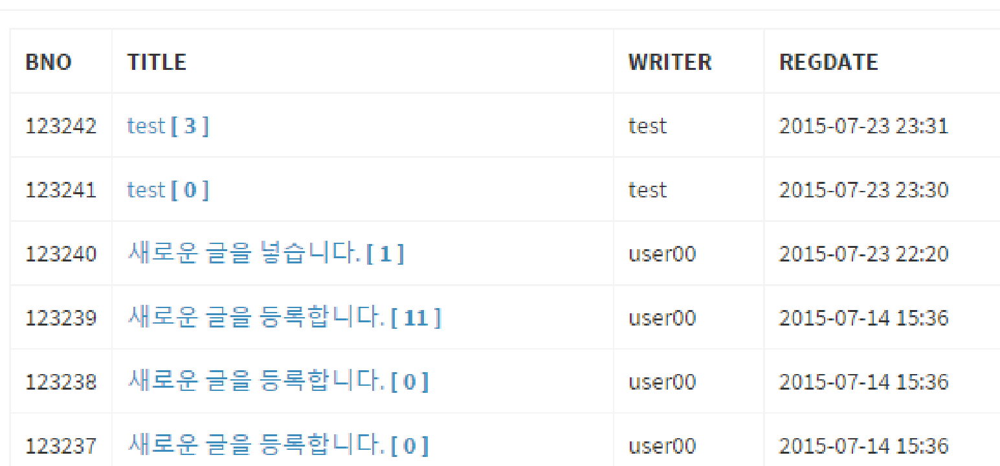 BNO TITLE WRITER REGDATE
123242 test [ 3 ] test 2015-07-23 23:31
123241 test [ 0 ] test 2015-07-23 23:30
123240 새로운 글을 넣습니다. [ 1 ] user00 2015-07-23 22:20
123239 새로운 글을 등록합니다. [ 11 ] user00 2015-07-14 15:36
123238 새로운 글을 등록합니다. [ 0 ] user00 2015-07-14 15:36
123237 새로운 글을 등록합니다. [ 0 ] user00 2015-07-14 15:36